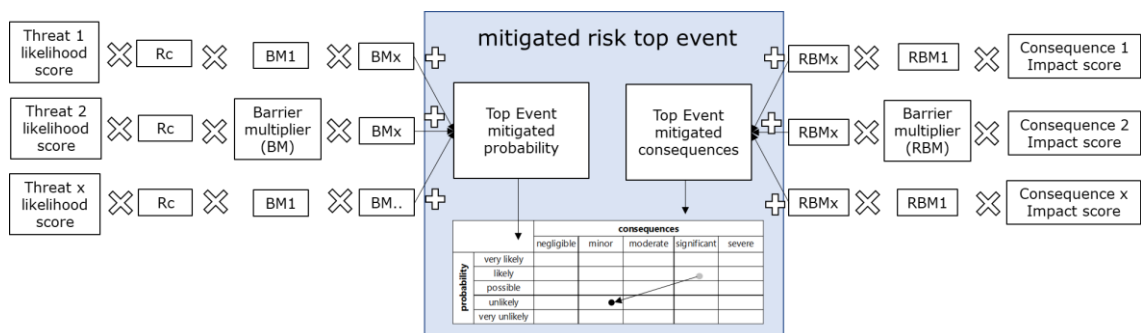 mitigated risk top event
Threat 1
likelihood
score
Rc
BM1
BMx
RBMx
RBM1
Consequence 1
Impact score
Threat 2
likelihood
score
Rc
Barrier
multiplier
(BM)
BMx
Top Event
mitigated
probability
Top Event
mitigated
consequences
RBMx
Barrier
multiplier
(RBM)
Consequence 2
Impact score
Threat x
likelihood
score
Rc
BM1
BM..
RBMx
RBM1
Consequence x
Impact score
consequences
negligible minor moderate significant severe
probability
very likely
likely
possible
unlikely
very unlikely